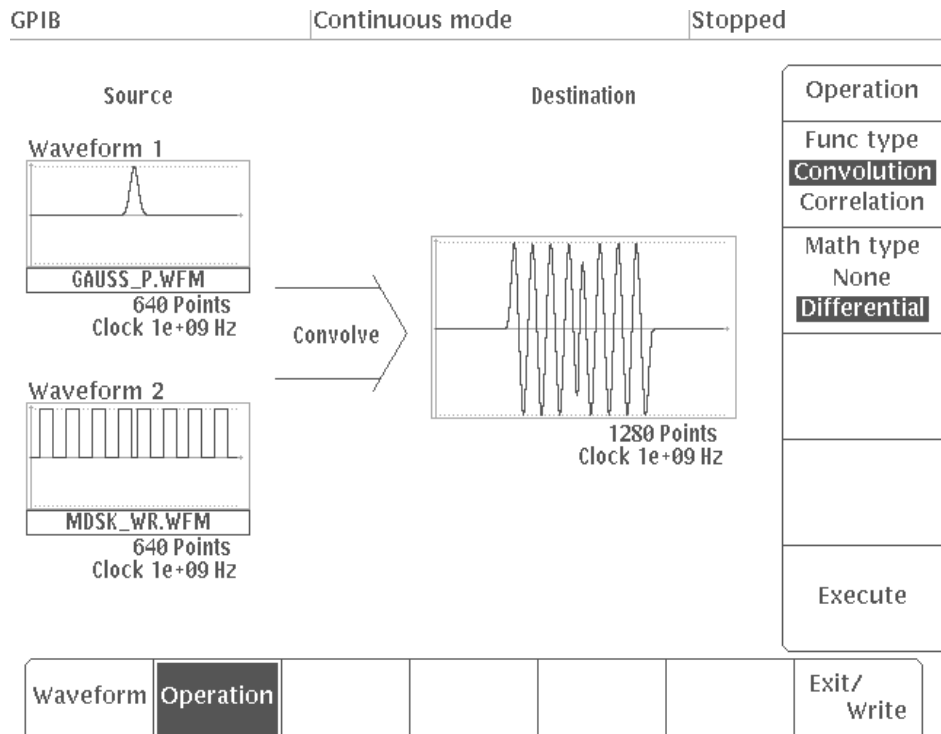 GPIB
Continuous mode
Stopped
Source
Destination
Waveform 1
GAUSS_P.WFM
640 Points
Clock 1e+09 Hz
Convolve
Waveform 2
MDSK_WR.WFM
640 Points
Clock 1e+09 Hz
1280 Points
Clock 1e+09 Hz
Operation
Func type
Convolution
Correlation
Math type
None
Differential
Execute
Waveform
Operation
Exit/
Write